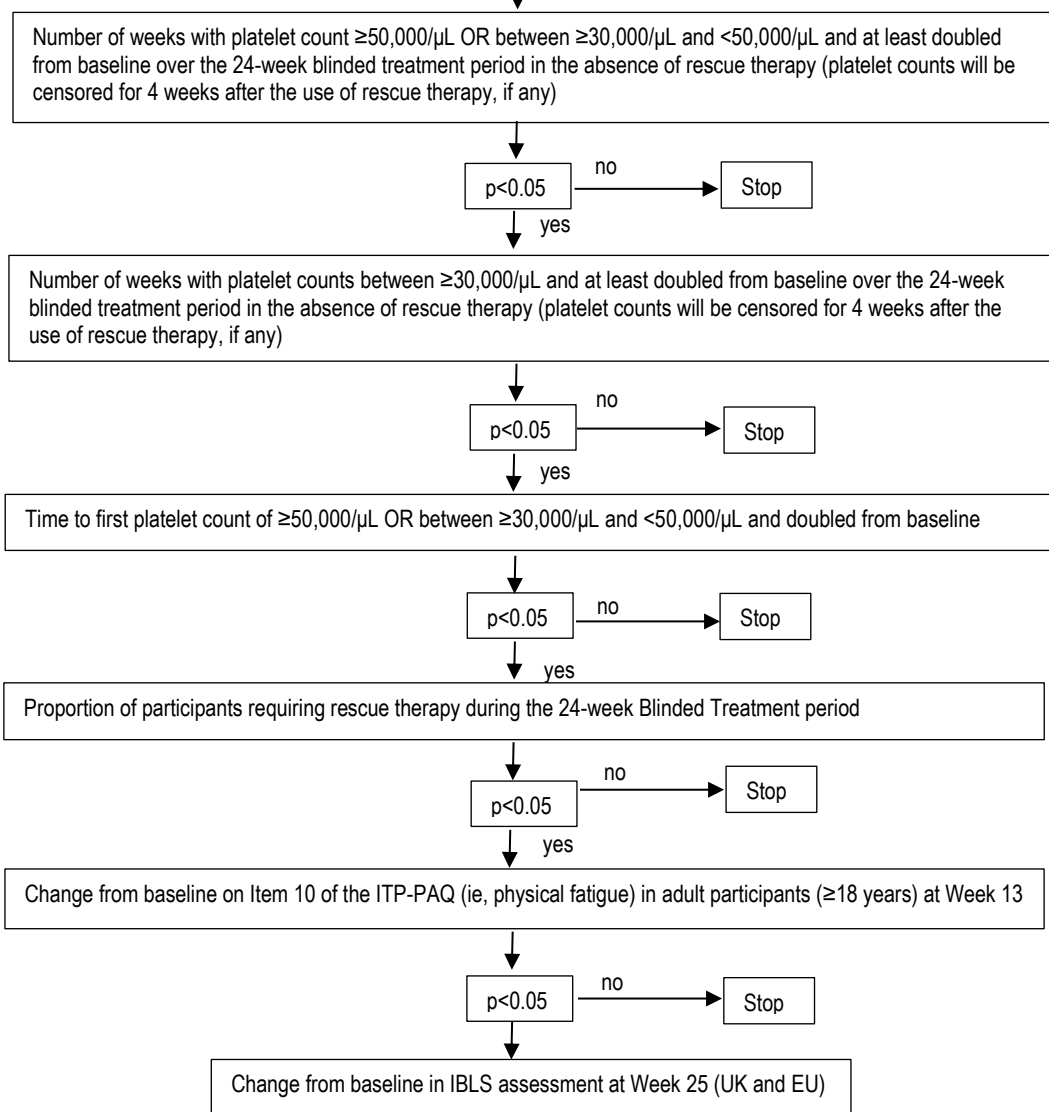 Number of weeks with platelet count ≥50,000/µL OR between ≥30,000/µL and <50,000/µL and at least doubled
from baseline over the 24-week blinded treatment period in the absence of rescue therapy (platelet counts will be
censored for 4 weeks after the use of rescue therapy, if any)
p<0.05
no
Stop
yes
Number of weeks with platelet counts between ≥30,000/µL and at least doubled from baseline over the 24-week
blinded treatment period in the absence of rescue therapy (platelet counts will be censored for 4 weeks after the
use of rescue therapy, if any)
no
p<0.05
Stop
yes
Time to first platelet count of ≥50,000/µL OR between ≥30,000/µL and <50,000/µL and doubled from baseline
no
p<0.05
Stop
yes
Proportion of participants requiring rescue therapy during the 24-week Blinded Treatment period
no
p<0.05
Stop
yes
Change from baseline on Item 10 of the ITP-PAQ (ie, physical fatigue) in adult participants (≥18 years) at Week 13
no
p<0.05
Stop
Change from baseline in IBLS assessment at Week 25 (UK and EU)